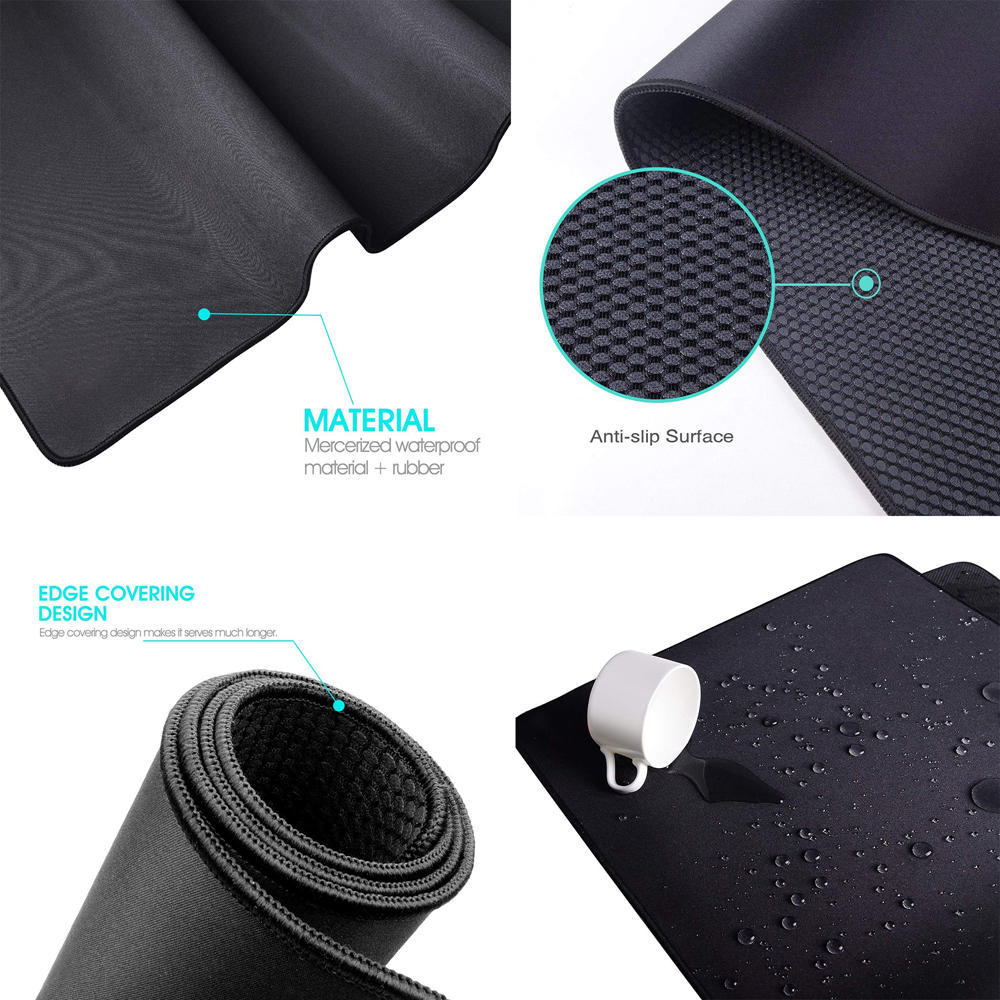 MATERIAL
Mercerized waterproof
material + rubber
Anti-slip Surface
EDGE COVERING
DESIGN
Edge covering design makes it serves much longer.